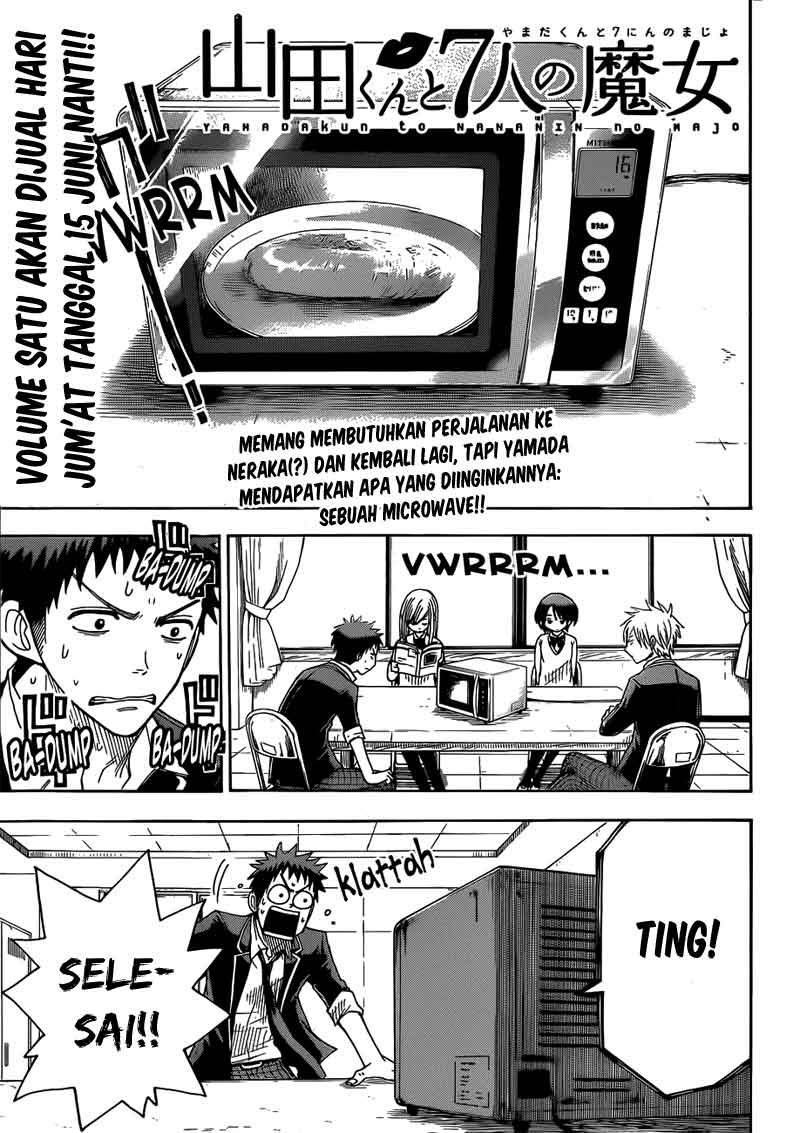 やまだくんと7にんのまじょ
山田くんと7人の魔女
YAMADAKUN to NANANIN no MAJO
VOLUME SATU AKAN DIJUAL HARI
JUM'AT TANGGAL 15 JUNI NANTI!!
VWRRM
16
MEMANG MEMBUTUHKAN PERJALANAN KE
NERAKA(?) DAN KEMBALI LAGI, TAPI YAMADA
MENDAPATKAN APA YANG DIINGINKANNYA:
SEBUAH MICROWAVE!!
BA-DUMP
BA-DUMP
BA-DUMP
VWRRRM...
TING!
klattah
SELE-
SAI!!